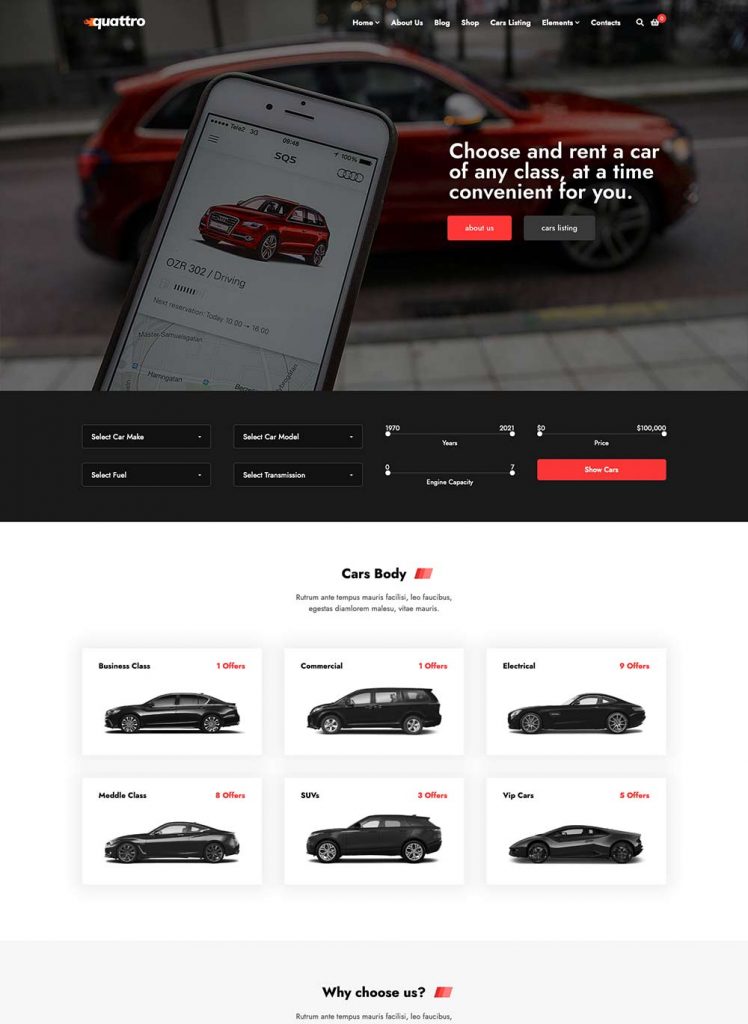 quattro
Home About Us Blog Shop Cars Listing Elements Contacts 0
Tele2 3G 09:48 100%
SQ5
Choose and rent a car
of any class, at a time
convenient for you.
about us cars listing
OZR 302 / Driving
Next reservation: Today 10:00 → 16:00
Master Samuelsgatan
Hamngatan
Select Car Make
Select Car Model
1970 2021
Years
$0 $100,000
Price
Select Fuel
Select Transmission
0 7
Engine Capacity
Show Cars
Cars Body
Rutrum ante tempus mauris facilisi, leo faucibus,
egestas diamlorem malesu, vitae mauris.
Business Class 1 Offers
Commercial 1 Offers
Electrical 9 Offers
Meddle Class 8 Offers
SUVs 3 Offers
Vip Cars 5 Offers
Why choose us?
Rutrum ante tempus mauris facilisi, leo faucibus,